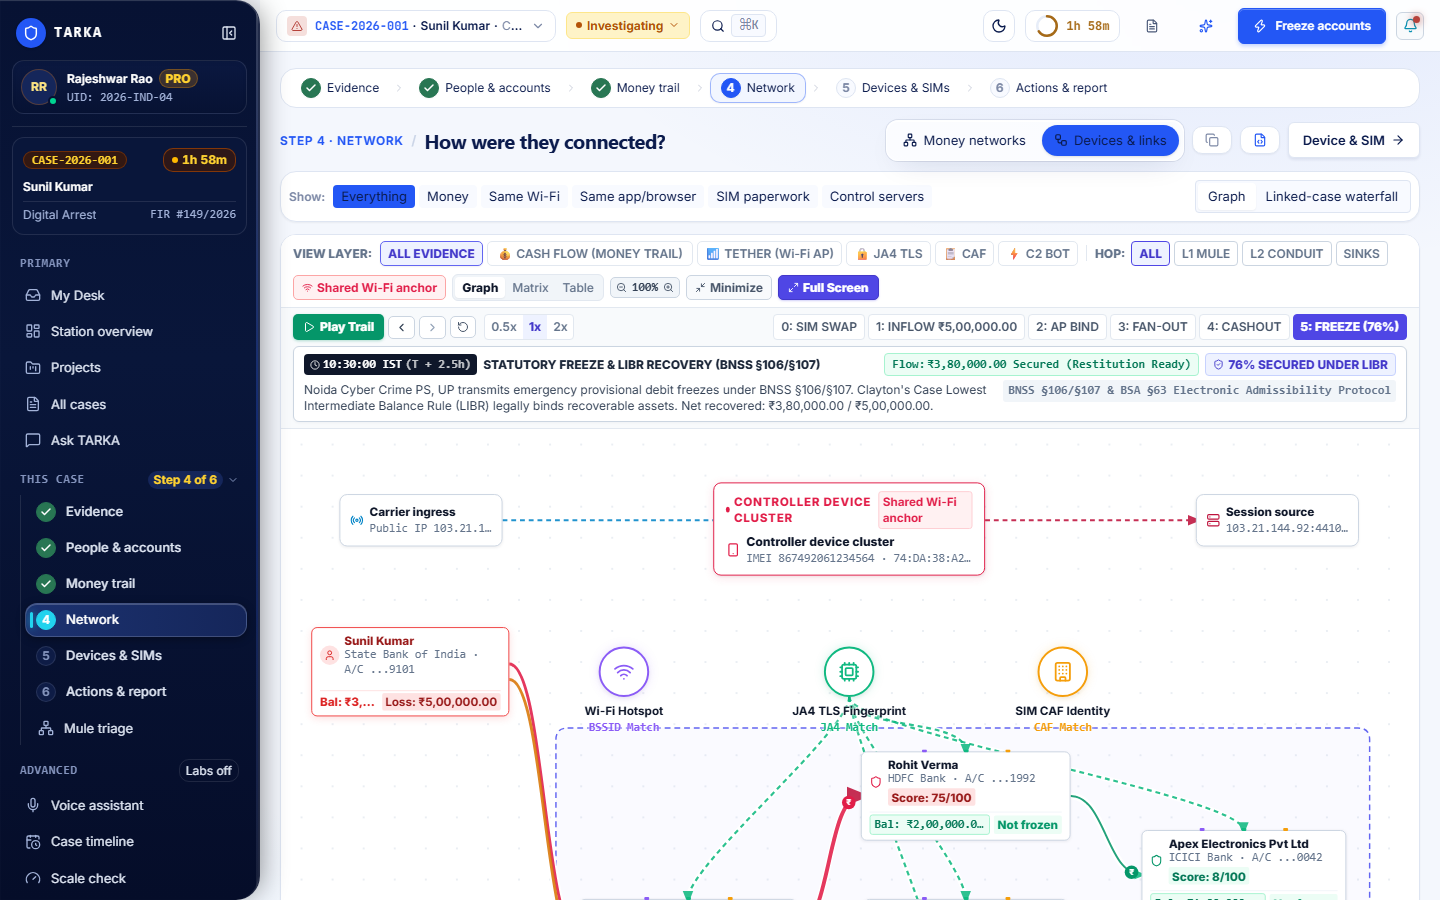 TARKA
RR
Rajeshwar Rao PRO
UID: 2026-IND-04
CASE-2026-001
1h 58m
Sunil Kumar
Digital Arrest
FIR #149/2026
PRIMARY
My Desk
Station overview
Projects
All cases
Ask TARKA
THIS CASE
Step 4 of 6
Evidence
People & accounts
Money trail
4 Network
5 Devices & SIMs
6 Actions & report
Mule triage
ADVANCED
Labs off
Voice assistant
Case timeline
Scale check
CASE-2026-001 · Sunil Kumar · C...
Investigating
⌘K
1h 58m
Freeze accounts
Evidence
People & accounts
Money trail
4 Network
5 Devices & SIMs
6 Actions & report
STEP 4 · NETWORK / How were they connected?
Money networks
Devices & links
Device & SIM
Show: Everything Money Same Wi-Fi Same app/browser SIM paperwork Control servers
Graph Linked-case waterfall
VIEW LAYER: ALL EVIDENCE CASH FLOW (MONEY TRAIL) TETHER (Wi-Fi AP) JA4 TLS CAF C2 BOT HOP: ALL L1 MULE L2 CONDUIT SINKS
Shared Wi-Fi anchor Graph Matrix Table 100% Minimize Full Screen
Play Trail 0.5x 1x 2x 0: SIM SWAP 1: INFLOW ₹5,00,000.00 2: AP BIND 3: FAN-OUT 4: CASHOUT 5: FREEZE (76%)
10:30:00 IST (T + 2.5h) STATUTORY FREEZE & LIBR RECOVERY (BNSS §106/§107) Flow: ₹3,80,000.00 Secured (Restitution Ready) 76% SECURED UNDER LIBR
Noida Cyber Crime PS, UP transmits emergency provisional debit freezes under BNSS §106/§107. Clayton's Case Lowest
Intermediate Balance Rule (LIBR) legally binds recoverable assets. Net recovered: ₹3,80,000.00 / ₹5,00,000.00.
BNSS §106/§107 & BSA §63 Electronic Admissibility Protocol
Carrier ingress
Public IP 103.21.1...
CONTROLLER DEVICE
CLUSTER
Shared Wi-Fi
anchor
Controller device cluster
IMEI 867492061234564 · 74:DA:38:A2...
Session source
103.21.144.92:4410...
Sunil Kumar
State Bank of India ·
A/C ...9101
Bal: ₹3,... Loss: ₹5,00,000.00
Wi-Fi Hotspot
BSSID Match
JA4 TLS Fingerprint
JA4 Match
SIM CAF Identity
CAF Match
Rohit Verma
HDFC Bank · A/C ...1992
Score: 75/100
Bal: ₹2,00,000.0... Not frozen
Apex Electronics Pvt Ltd
ICICI Bank · A/C ...0042
Score: 8/100